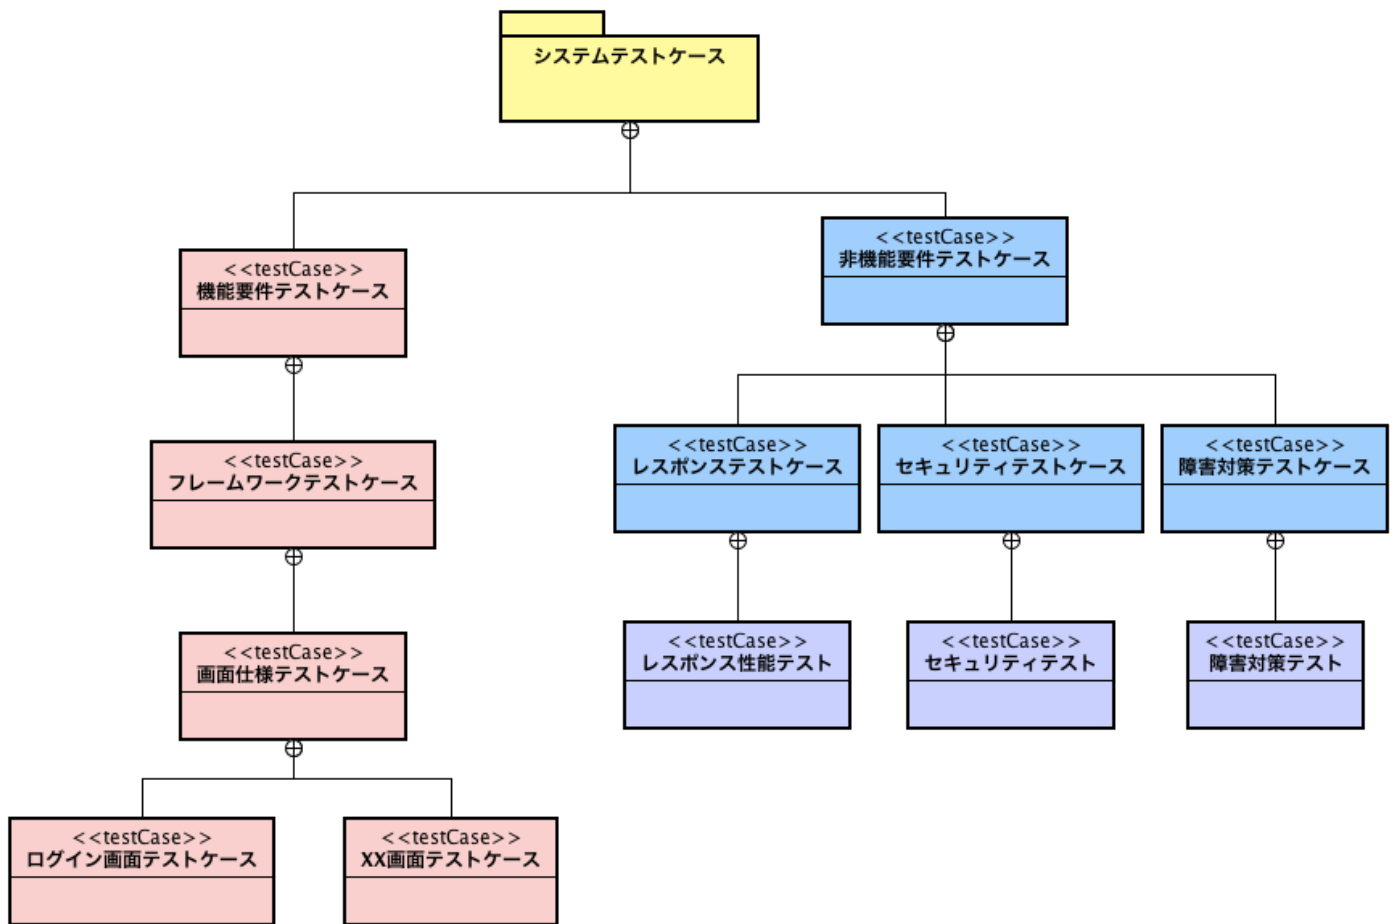 システムテストケース
<<testCase>>
機能要件テストケース
<<testCase>>
非機能要件テストケース
<<testCase>>
フレームワークテストケース
<<testCase>>
レスポンステストケース
<<testCase>>
セキュリティテストケース
<<testCase>>
障害対策テストケース
<<testCase>>
画面仕様テストケース
<<testCase>>
レスポンス性能テスト
<<testCase>>
セキュリティテスト
<<testCase>>
障害対策テスト
<<testCase>>
ログイン画面テストケース
<<testCase>>
XX画面テストケース